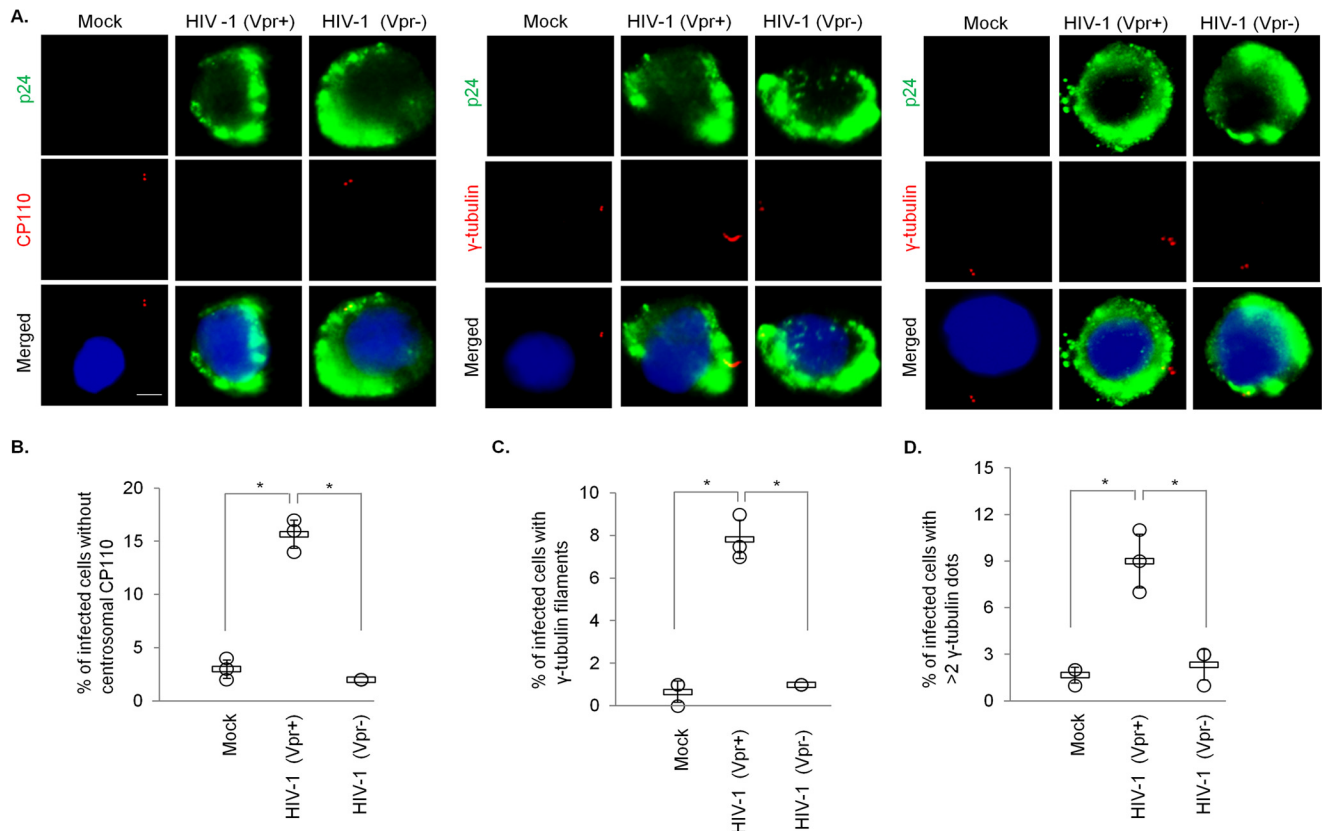 A.
Mock HIV -1 (Vpr+) HIV-1 (Vpr-)
p24
CP110
Merged
Mock HIV-1 (Vpr+) HIV-1 (Vpr-)
p24
γ-tubulin
Merged
Mock HIV-1 (Vpr+) HIV-1 (Vpr-)
p24
γ-tubulin
Merged
B.
% of infected cells without
centrosomal CP110
20
15
10
5
0
* *
Mock
HIV-1 (Vpr+)
HIV-1 (Vpr-)
C.
% of infected cells with
γ-tubulin filaments
10
8
6
4
2
0
* *
Mock
HIV-1 (Vpr+)
HIV-1 (Vpr-)
D.
% of infected cells with
>2 γ-tubulin dots
15
12
9
6
3
0
* *
Mock
HIV-1 (Vpr+)
HIV-1 (Vpr-)